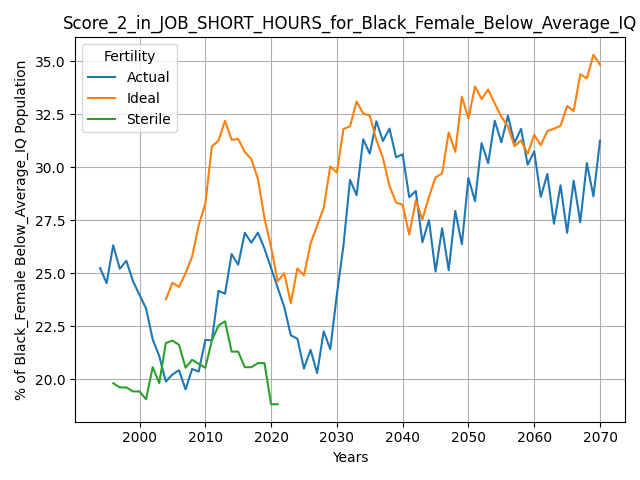 Score_2_in_JOB_SHORT_HOURS_for_Black_Female_Below_Average_IQ
Fertility
Actual
Ideal
Sterile
% of Black_Female Below_Average_IQ Population
35.0
32.5
30.0
27.5
25.0
22.5
20.0
2000 2010 2020 2030 2040 2050 2060 2070
Years